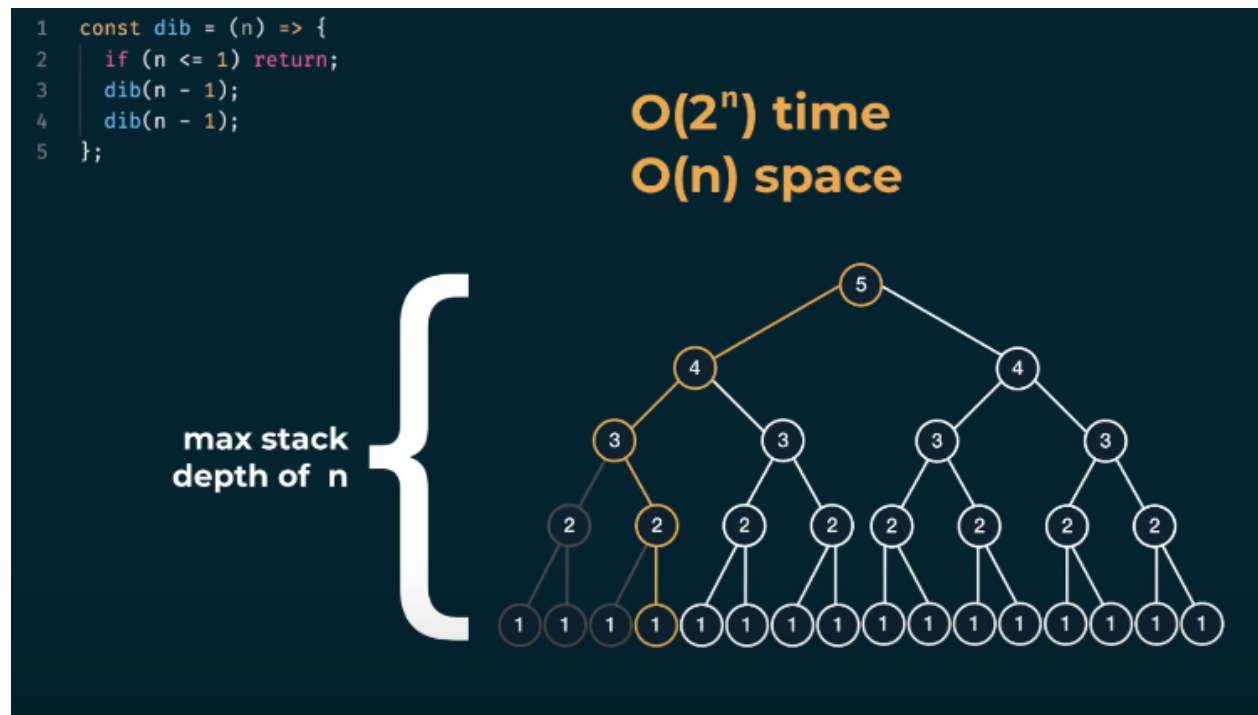 1 const dib = (n) => {
2 if (n <= 1) return;
3 dib(n - 1);
4 dib(n - 1);
5 };
O(2ⁿ) time
O(n) space
5
4 4
3 3 3 3
max stack
depth of n
2 2 2 2 2 2 2 2
1 1 1 1 1 1 1 1 1 1 1 1 1 1 1 1